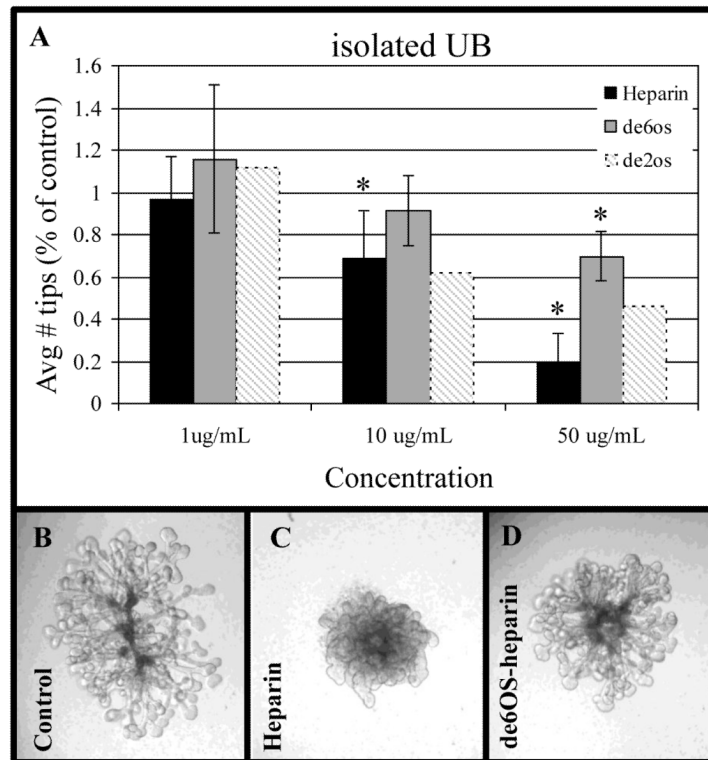 A
isolated UB
1.6
1.4
1.2
1
0.8
0.6
0.4
0.2
0
Avg # tips (% of control)
Heparin
de6os
de2os
*
*
*
1ug/mL 10 ug/mL 50 ug/mL
Concentration
B
Control
C
Heparin
D
de6OS-heparin